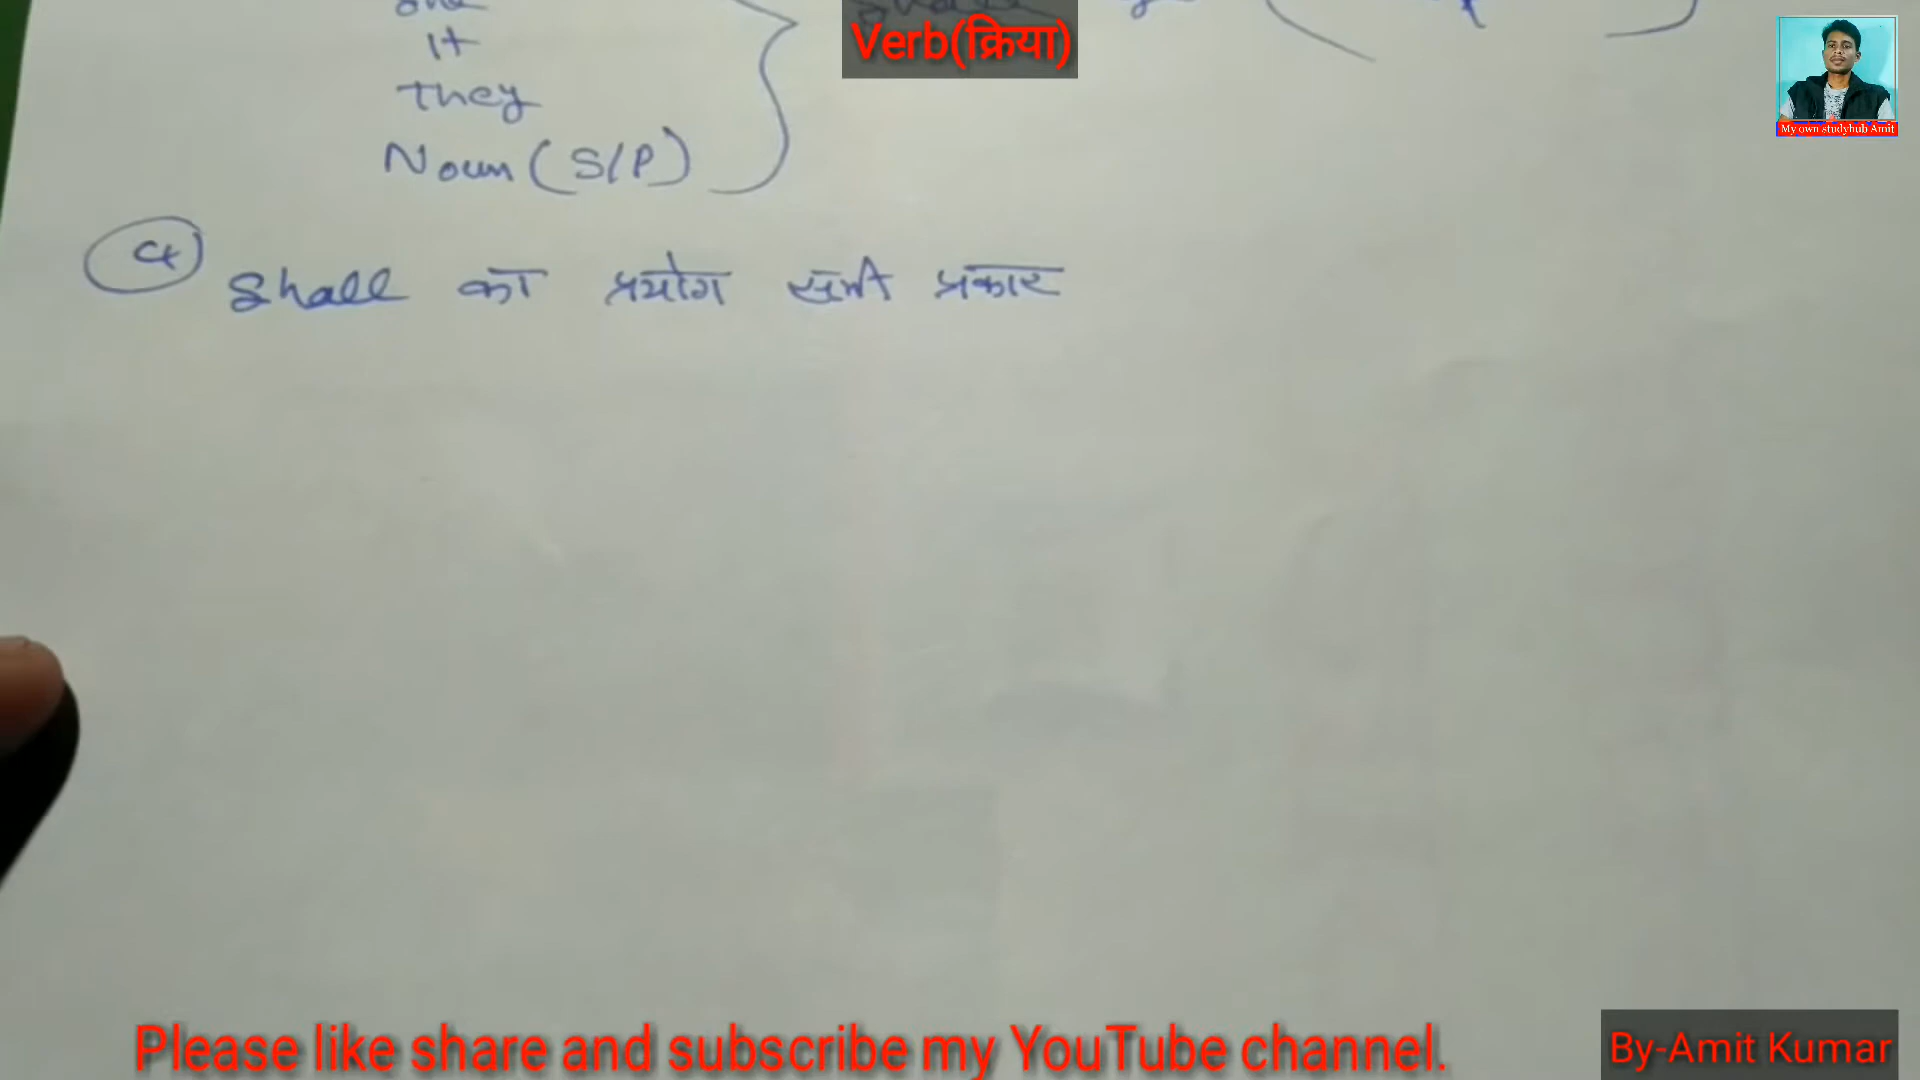 Verb(क्रिया)
It
They
Noun (S/P)
My own studyhub Amit
4 Shall का प्रयोग सभी प्रकार
Please like share and subscribe my YouTube channel.
By-Amit Kumar